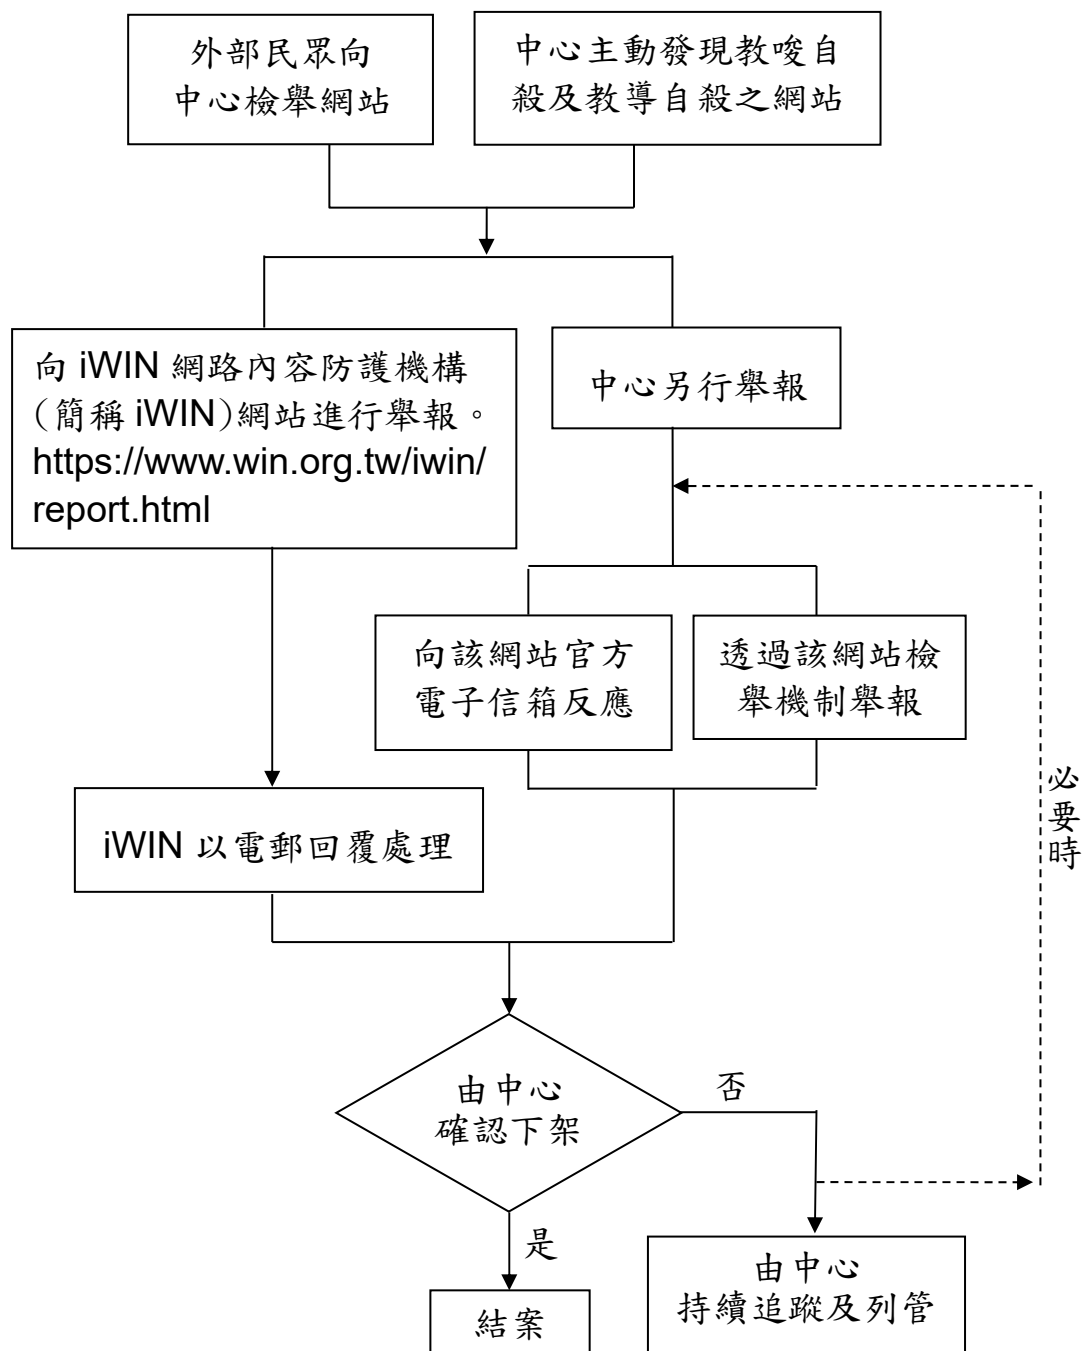 外部民眾向
中心檢舉網站
中心主動發現教唆自
殺及教導自殺之網站
向 iWIN 網路內容防護機構
(簡稱 iWIN)網站進行舉報。
https://www.win.org.tw/iwin/
report.html
中心另行舉報
向該網站官方
電子信箱反應
透過該網站檢
舉機制舉報
必要時
iWIN 以電郵回覆處理
由中心
確認下架
否
是
結案
由中心
持續追蹤及列管